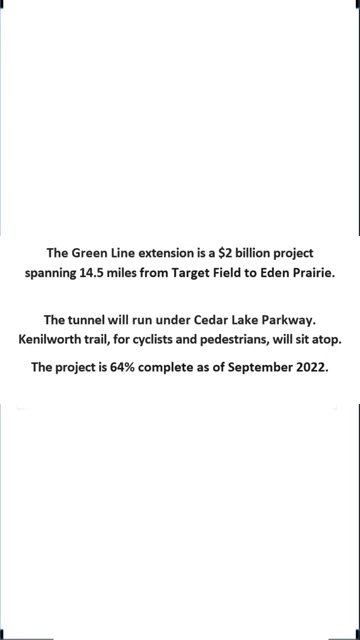 The Green Line extension is a $2 billion project
spanning 14.5 miles from Target Field to Eden Prairie.
The tunnel will run under Cedar Lake Parkway.
Kenilworth trail, for cyclists and pedestrians, will sit atop.
The project is 64% complete as of September 2022.